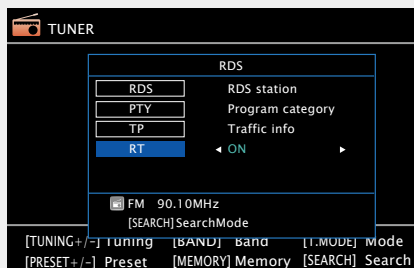 TUNER
RDS
RDS RDS station
PTY Program category
TP Traffic info
RT ON
FM 90.10MHz
[SEARCH] SearchMode
[TUNING+/-] Tuning [BAND] Band [T.MODE] Mode
[PRESET+/-] Preset [MEMORY] Memory [SEARCH] Search